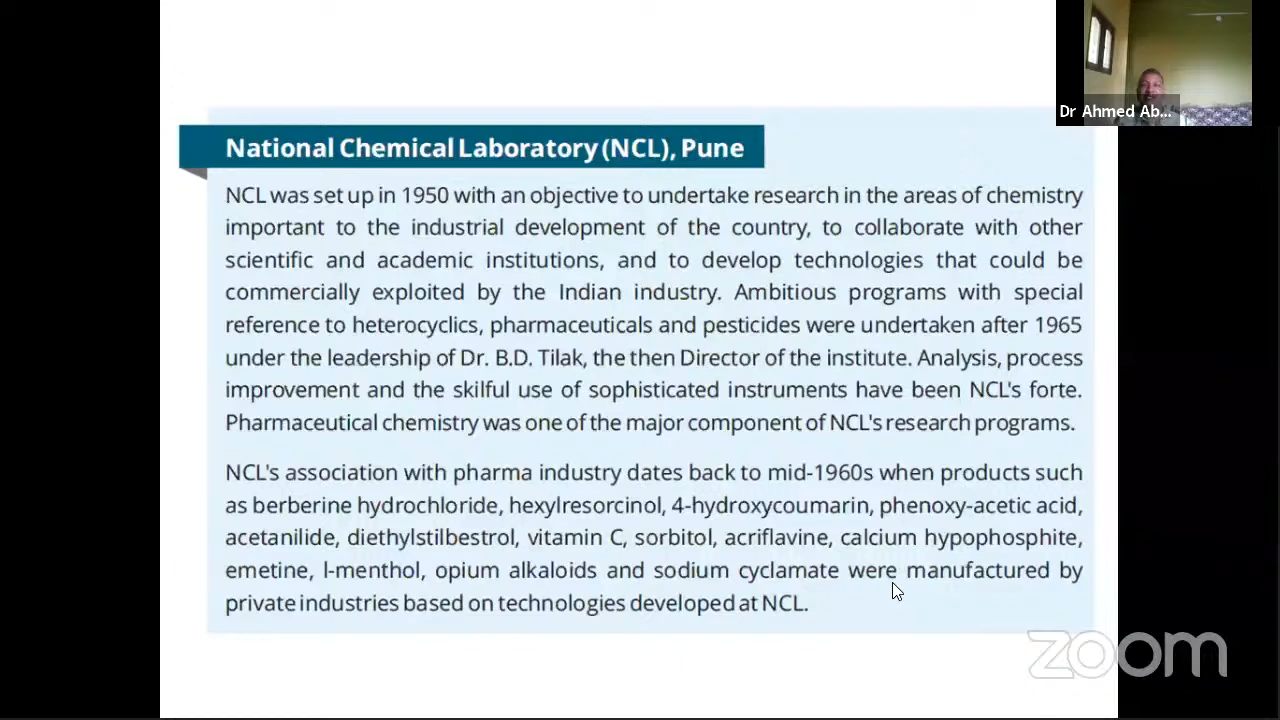 National Chemical Laboratory (NCL), Pune
NCL was set up in 1950 with an objective to undertake research in the areas of chemistry
important to the industrial development of the country, to collaborate with other
scientific and academic institutions, and to develop technologies that could be
commercially exploited by the Indian industry. Ambitious programs with special
reference to heterocyclics, pharmaceuticals and pesticides were undertaken after 1965
under the leadership of Dr. B.D. Tilak, the then Director of the institute. Analysis, process
improvement and the skilful use of sophisticated instruments have been NCL's forte.
Pharmaceutical chemistry was one of the major component of NCL's research programs.
NCL's association with pharma industry dates back to mid-1960s when products such
as berberine hydrochloride, hexylresorcinol, 4-hydroxycoumarin, phenoxy-acetic acid,
acetanilide, diethylstilbestrol, vitamin C, sorbitol, acriflavine, calcium hypophosphite,
emetine, l-menthol, opium alkaloids and sodium cyclamate were manufactured by
private industries based on technologies developed at NCL.
Dr Ahmed Ab...
zoom